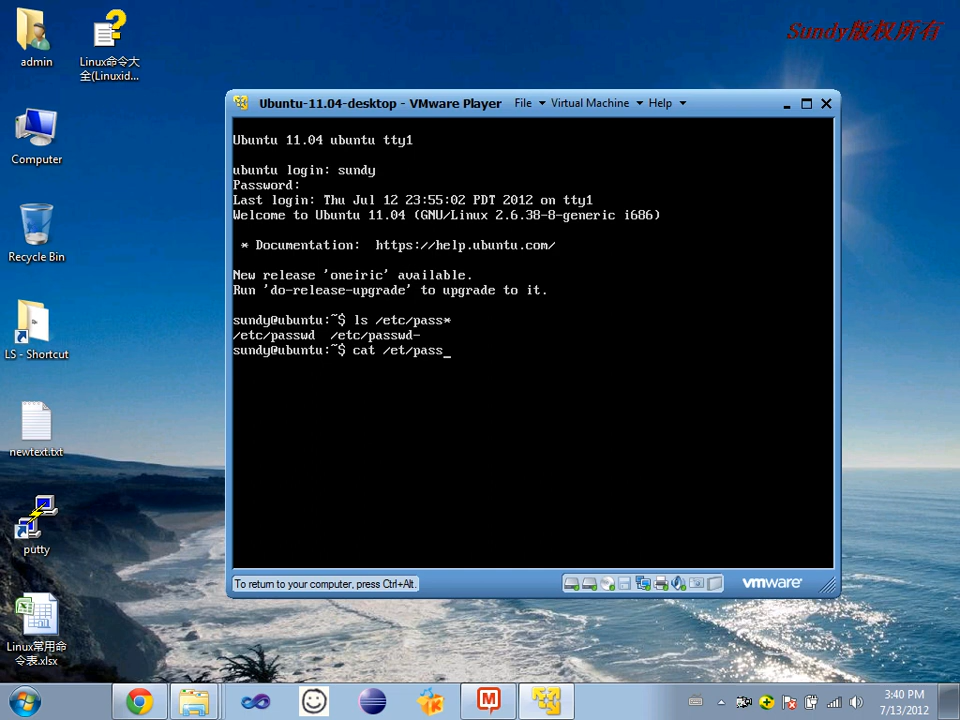 Sundy版权所有
admin
Linux命令大
全(Linuxid...
Computer
Recycle Bin
LS - Shortcut
newtext.txt
putty
Linux常用命
令表.xlsx
Ubuntu-11.04-desktop - VMware Player File Virtual Machine Help
Ubuntu 11.04 ubuntu tty1
ubuntu login: sundy
Password:
Last login: Thu Jul 12 23:55:02 PDT 2012 on tty1
Welcome to Ubuntu 11.04 (GNU/Linux 2.6.38-8-generic i686)
* Documentation: https://help.ubuntu.com/
New release 'oneiric' available.
Run 'do-release-upgrade' to upgrade to it.
sundy@ubuntu:~$ ls /etc/pass*
/etc/passwd /etc/passwd-
sundy@ubuntu:~$ cat /et/pass_
To return to your computer, press Ctrl+Alt.
vmware
3:40 PM
7/13/2012